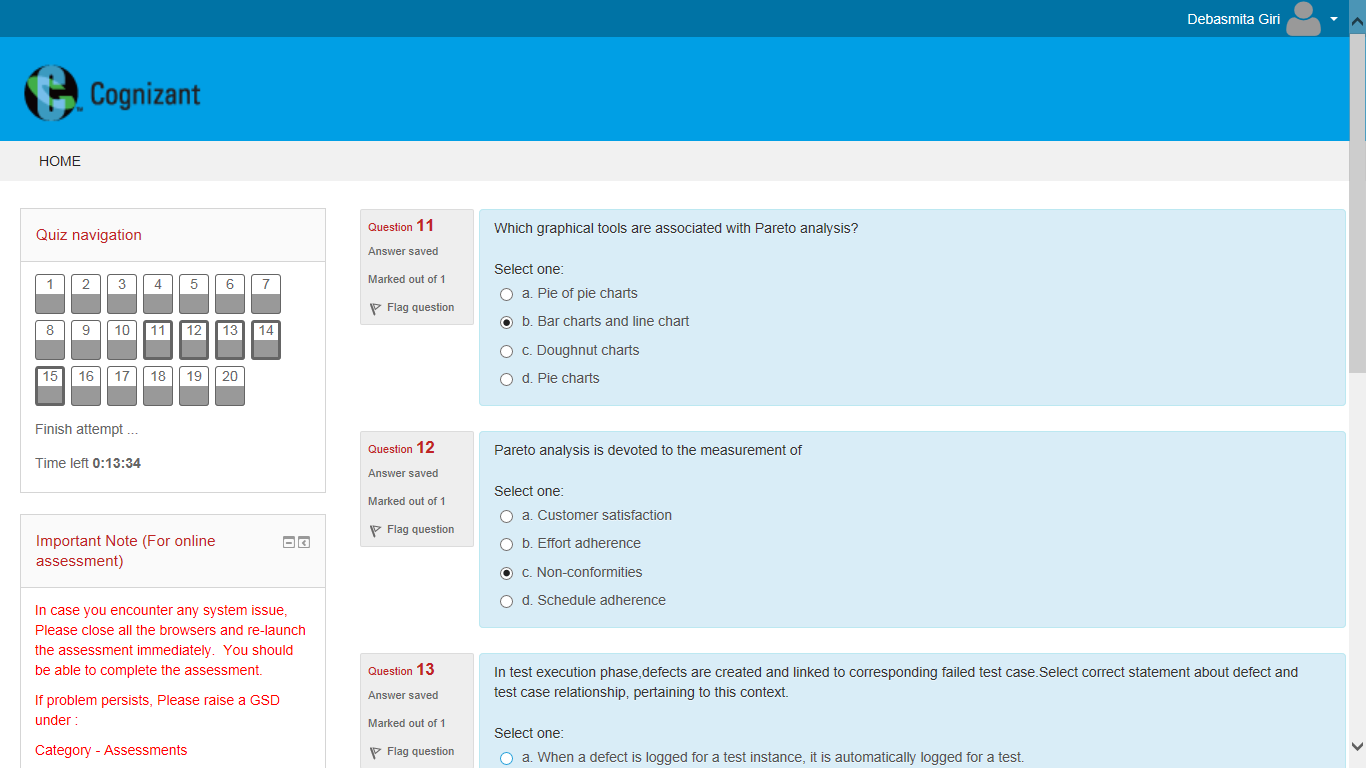 Debasmita Giri
Cognizant
HOME
Quiz navigation
1 2 3 4 5 6 7
8 9 10 11 12 13 14
15 16 17 18 19 20
Finish attempt ...
Time left 0:13:34
Important Note (For online
assessment)
In case you encounter any system issue,
Please close all the browsers and re-launch
the assessment immediately. You should
be able to complete the assessment.
If problem persists, Please raise a GSD
under :
Category - Assessments
Question 11
Answer saved
Marked out of 1
Flag question
Which graphical tools are associated with Pareto analysis?
Select one:
a. Pie of pie charts
b. Bar charts and line chart
c. Doughnut charts
d. Pie charts
Question 12
Answer saved
Marked out of 1
Flag question
Pareto analysis is devoted to the measurement of
Select one:
a. Customer satisfaction
b. Effort adherence
c. Non-conformities
d. Schedule adherence
Question 13
Answer saved
Marked out of 1
Flag question
In test execution phase,defects are created and linked to corresponding failed test case.Select correct statement about defect and
test case relationship, pertaining to this context.
Select one:
a. When a defect is logged for a test instance, it is automatically logged for a test.